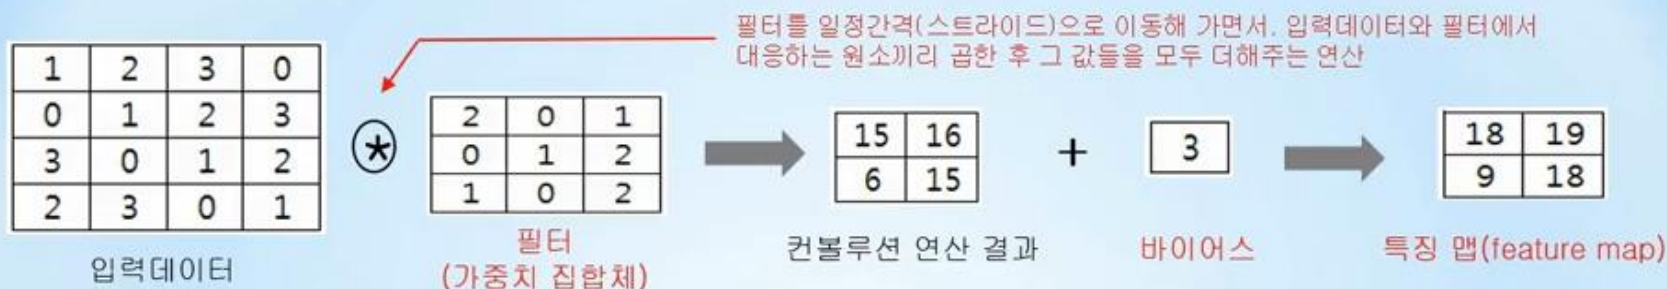 필터를 일정간격(스트라이드)으로 이동해 가면서. 입력데이터와 필터에서
대응하는 원소끼리 곱한 후 그 값들을 모두 더해주는 연산
1 2 3 0
0 1 2 3
3 0 1 2
2 3 0 1
입력데이터
*
2 0 1
0 1 2
1 0 2
필터
(가중치 집합체)
15 16
6 15
컨볼루션 연산 결과
+
3
바이어스
18 19
9 18
특징 맵(feature map)